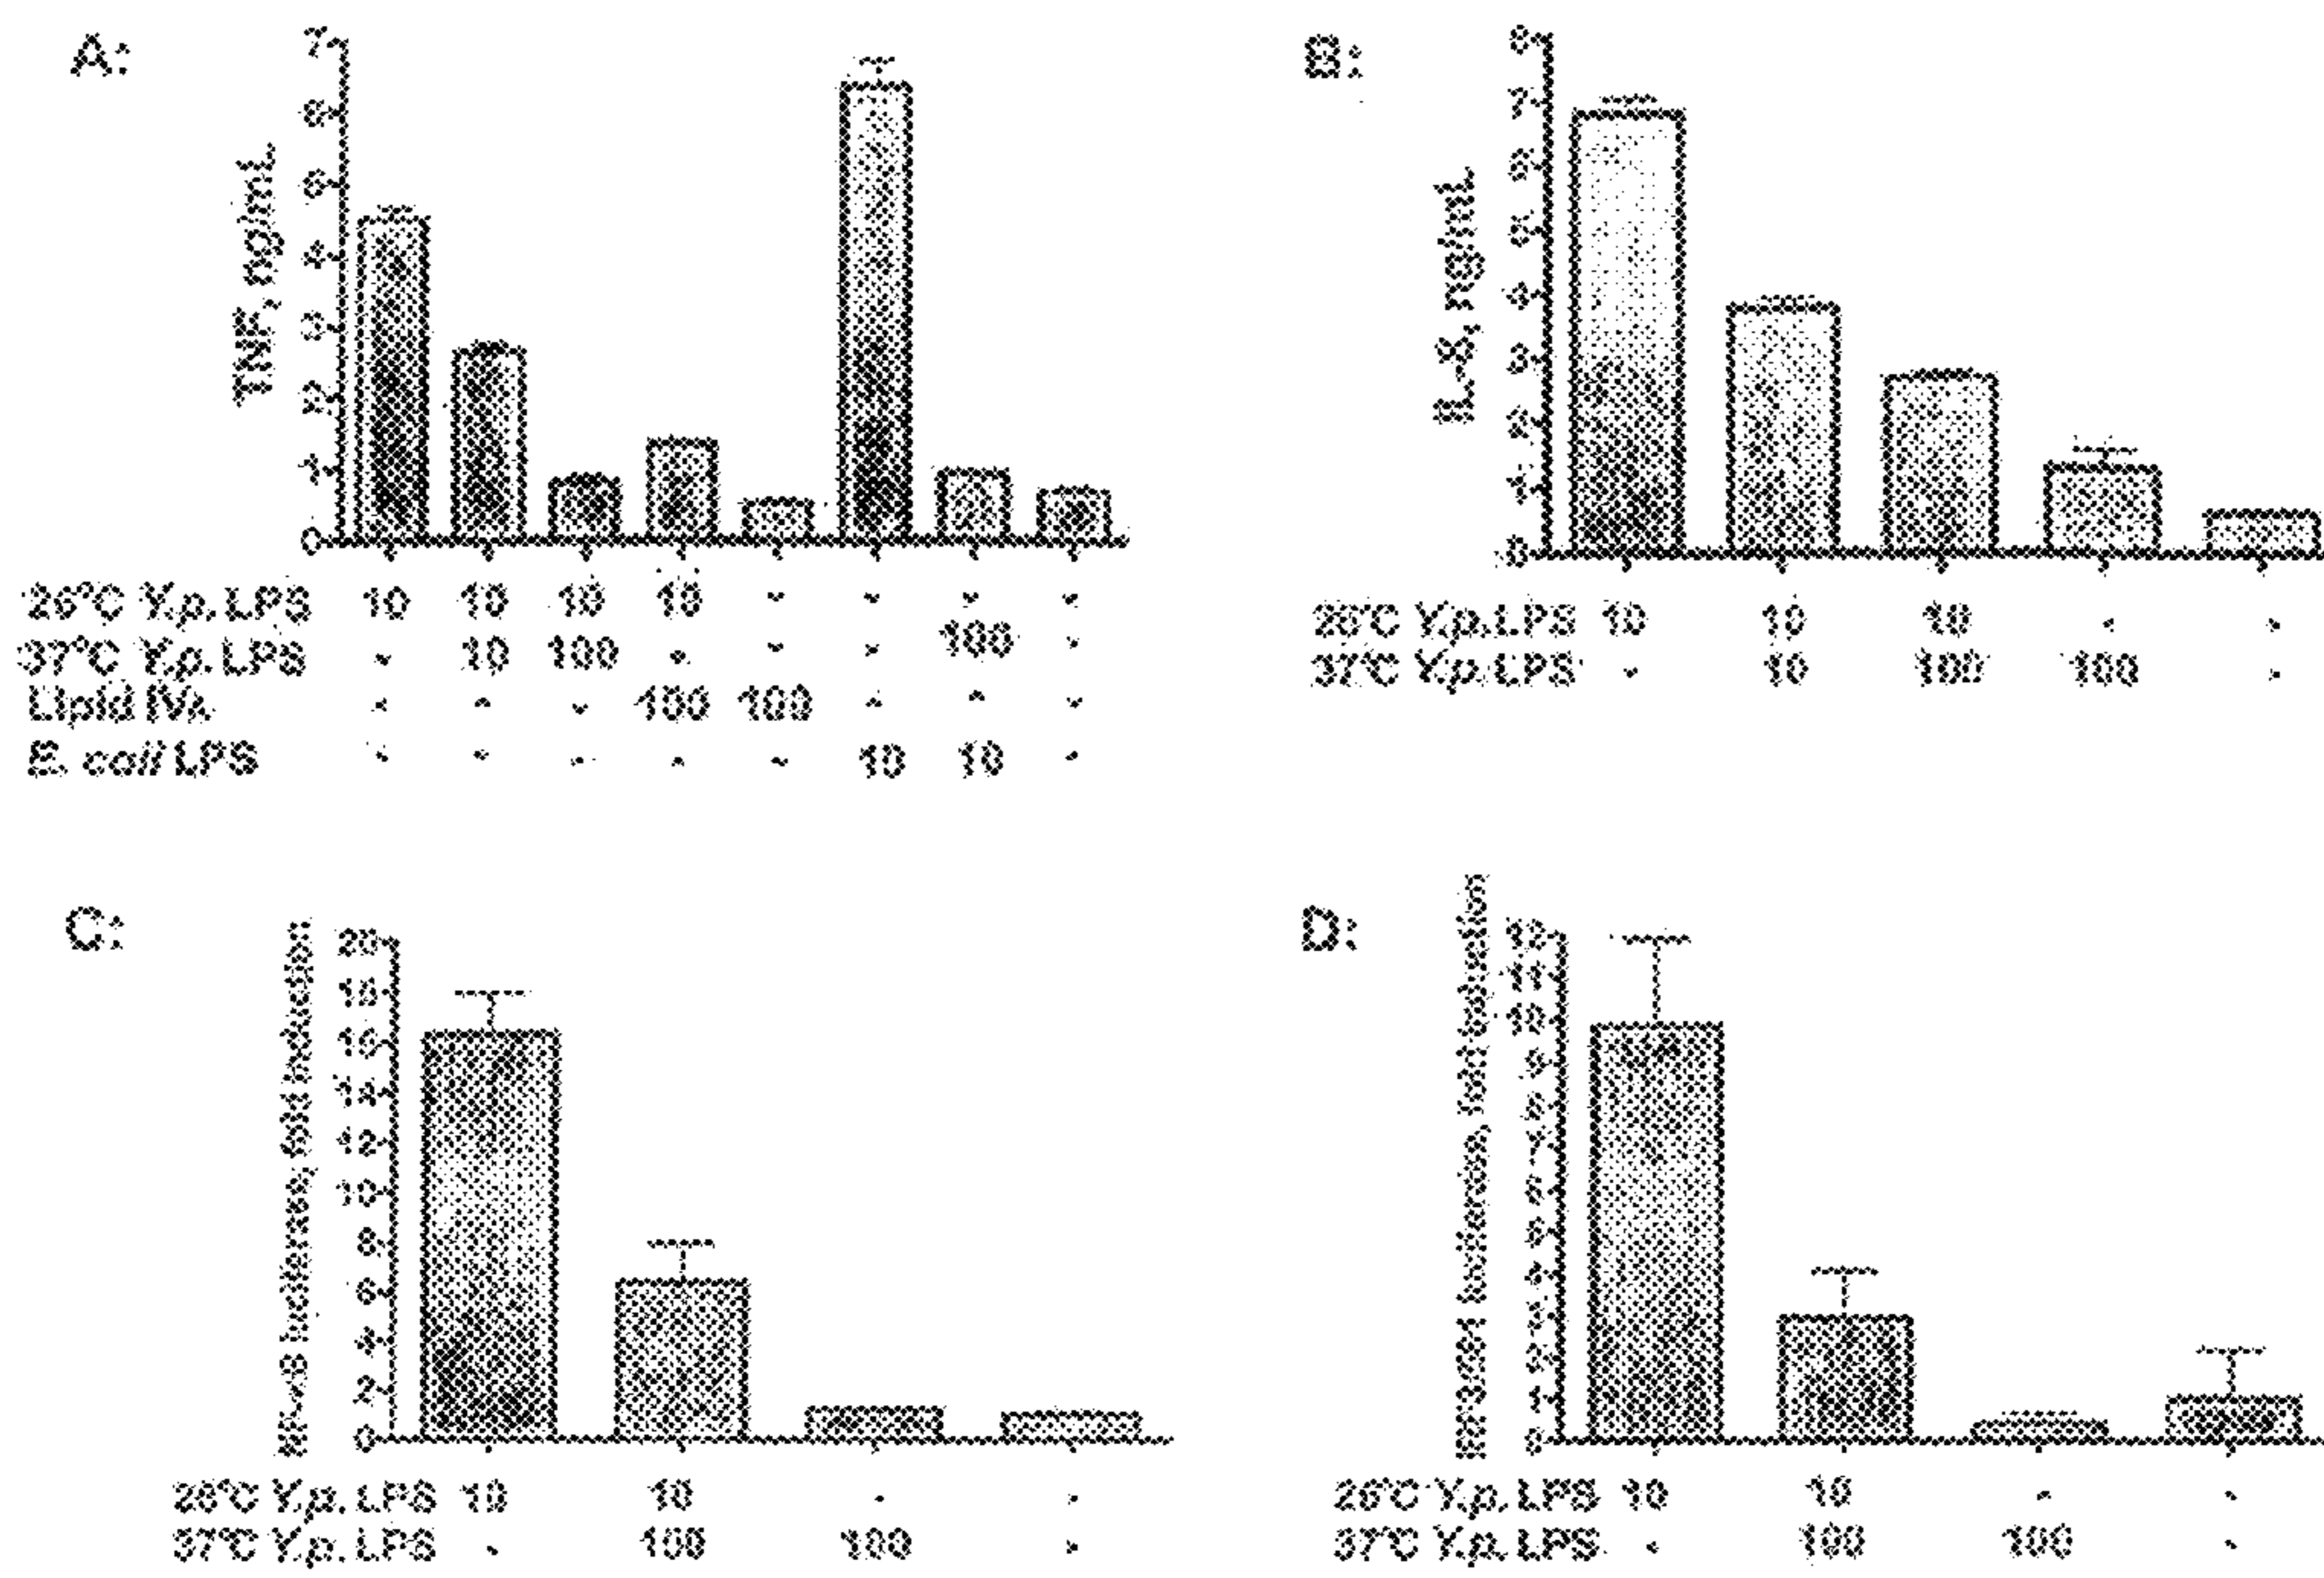 A:
TNF, ng/mL
7
6
5
4
3
2
1
0
26°C Y.p. LPS 10 10 10 10 - - - -
37°C Y.p. LPS - 10 100 - - - 100 -
Lipid IVA - - - 100 100 - - -
E. coli LPS - - - - - 10 10 -
B:
IL-8, ng/mL
8
7
6
5
4
3
2
1
0
26°C Y.p. LPS 10 10 10 - -
37°C Y.p. LPS - 10 100 100 -
C:
NF-κB luciferase, fold induction
20
18
16
14
12
10
8
6
4
2
0
26°C Y.p. LPS 10 10 - -
37°C Y.p. LPS - 100 100 -
D:
luciferase, fold induction
12
11
10
9
8
7
6
5
4
3
2
1
0
26°C Y.p. LPS 10 10 - -
37°C Y.p. LPS - 100 100 -